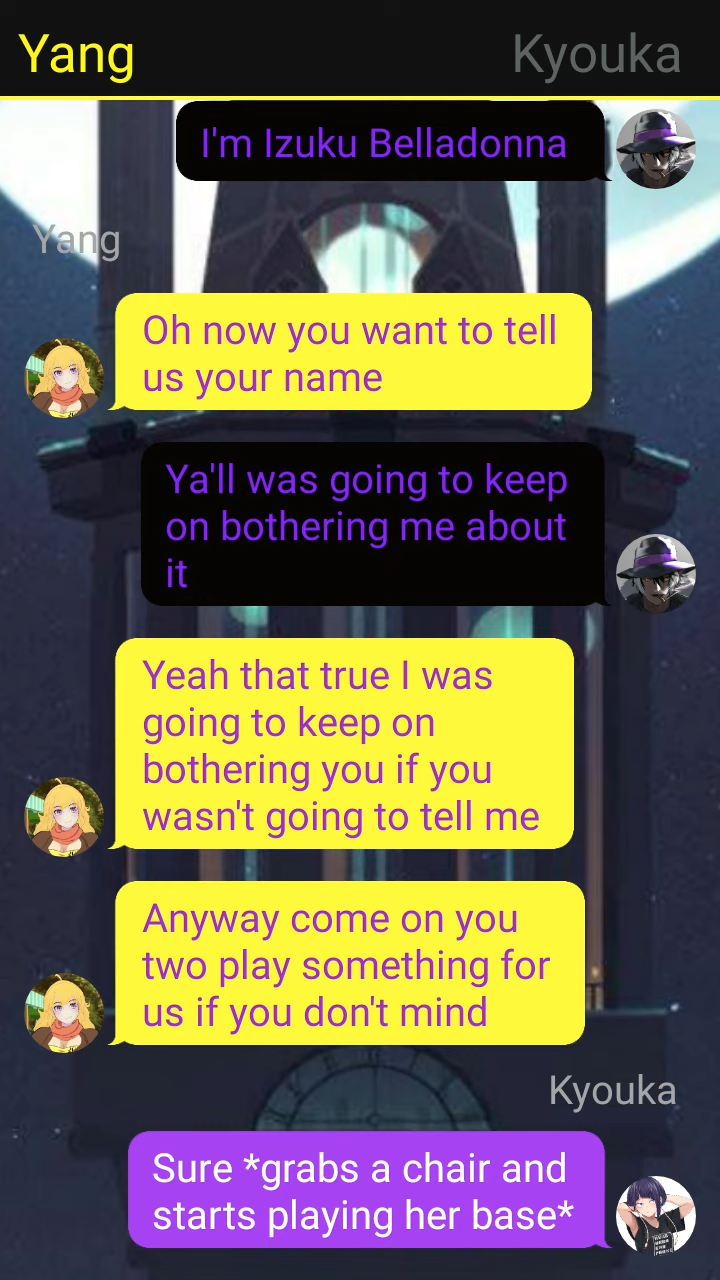 Yang Kyouka
I'm Izuku Belladonna
Yang
Oh now you want to tell
us your name
Ya'll was going to keep
on bothering me about
it
Yeah that true I was
going to keep on
bothering you if you
wasn't going to tell me
Anyway come on you
two play something for
us if you don't mind
Kyouka
Sure *grabs a chair and
starts playing her base*